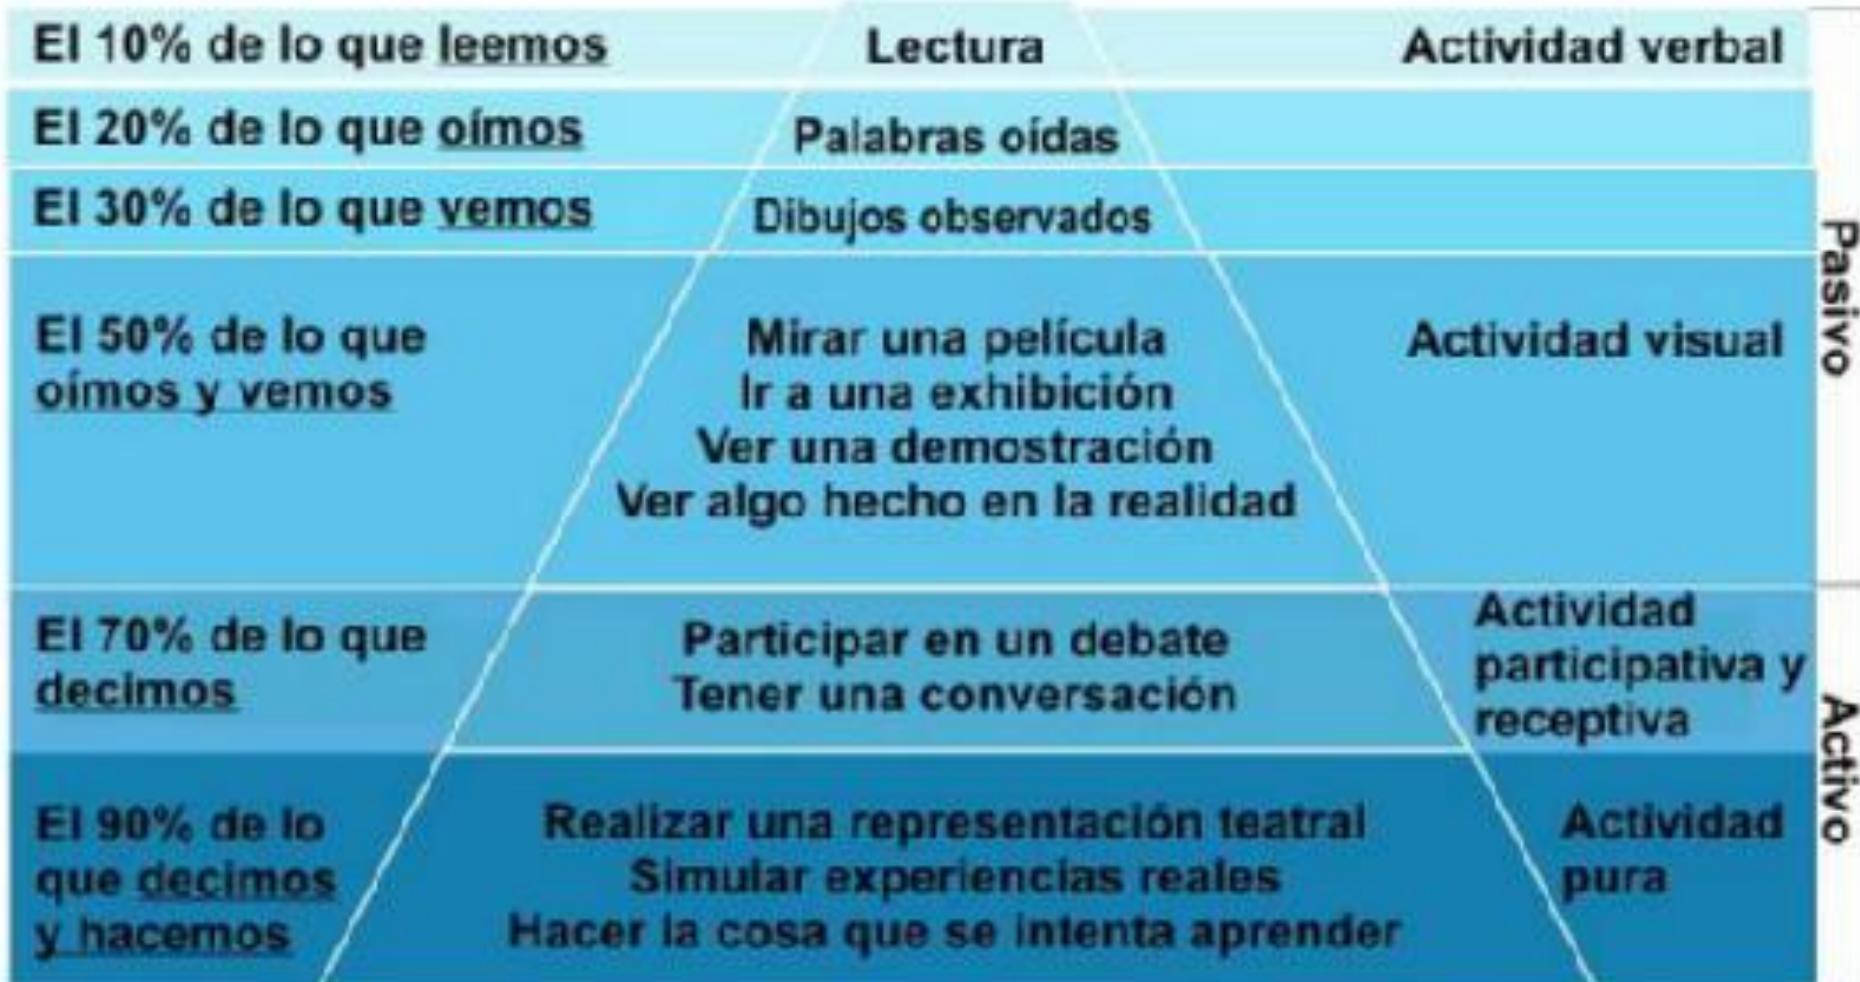 El 10% de lo que leemos
Lectura
Actividad verbal
El 20% de lo que oímos
Palabras oídas
El 30% de lo que vemos
Dibujos observados
El 50% de lo que
oímos y vemos
Mirar una película
Ir a una exhibición
Ver una demostración
Ver algo hecho en la realidad
Actividad visual
Pasivo
El 70% de lo que
decimos
Participar en un debate
Tener una conversación
Actividad
participativa y
receptiva
El 90% de lo
que decimos
y hacemos
Realizar una representación teatral
Simular experiencias reales
Hacer la cosa que se intenta aprender
Actividad
pura
Activo